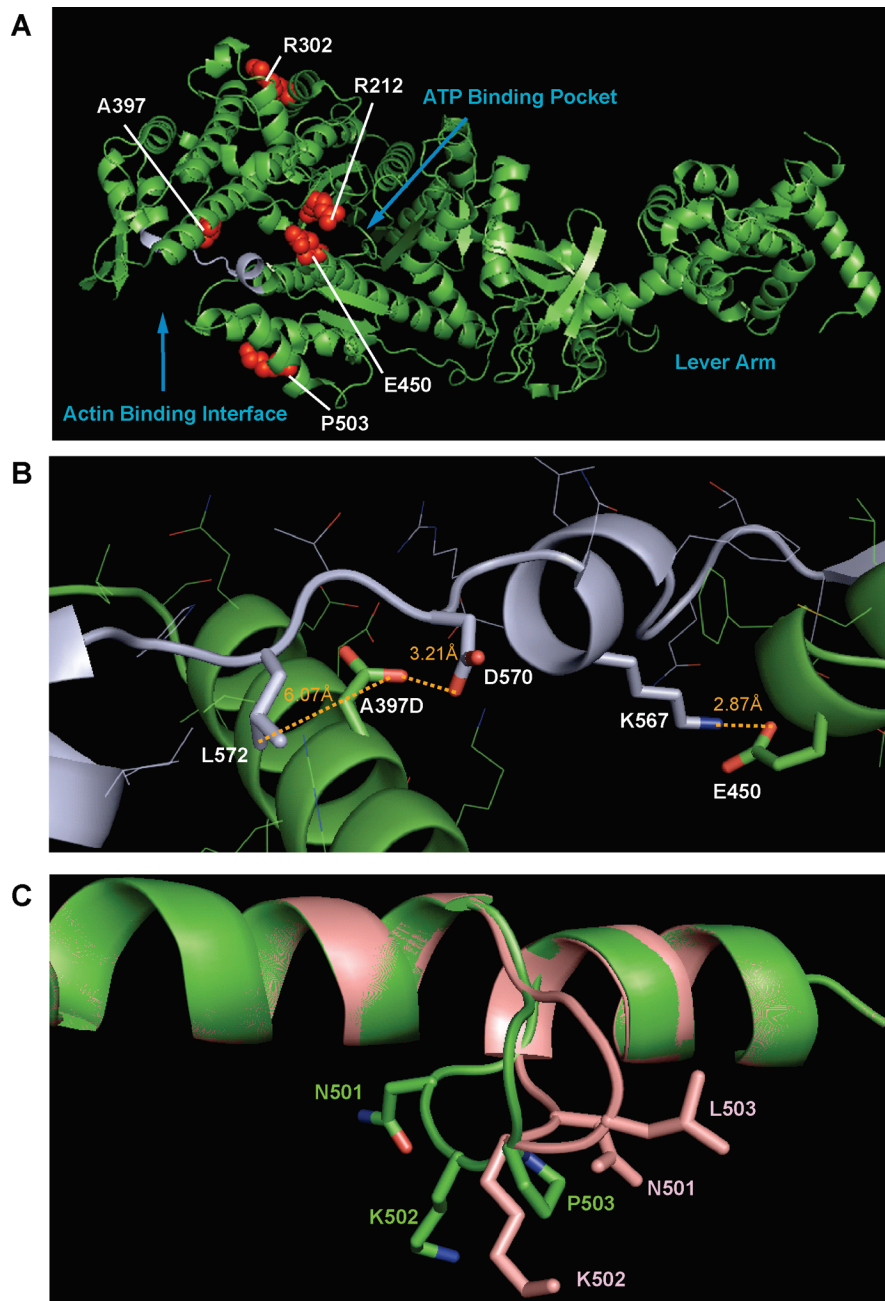 A
R302
R212
A397
ATP Binding Pocket
E450
Lever Arm
Actin Binding Interface
P503
B
3.21Å
D570
6.07Å
A397D
2.87Å
K567
L572
E450
C
N501
L503
N501
P503
K502
K502